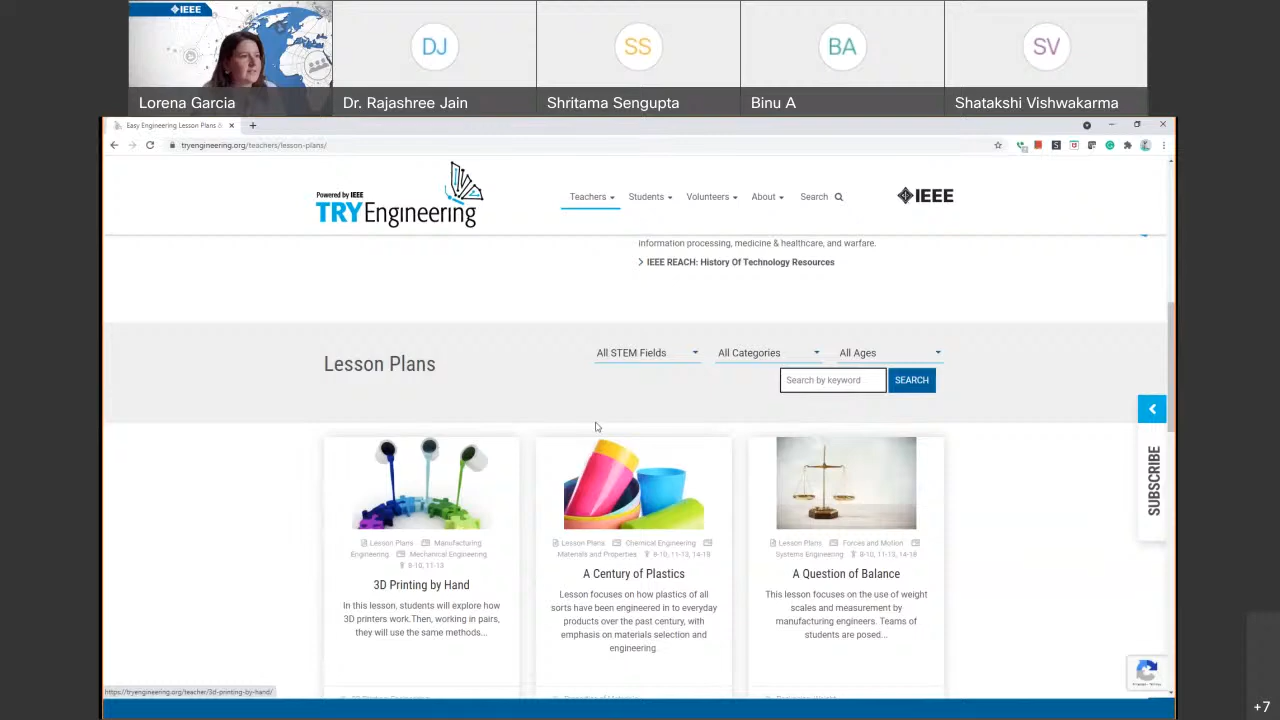 IEEE
DJ
SS
BA
SV
Lorena Garcia
Dr. Rajashree Jain
Shritama Sengupta
Binu A
Shatakshi Vishwakarma
Easy Engineering Lesson Plans &
tryengineering.org/teachers/lesson-plans/
Powered by IEEE
TRYEngineering
Teachers
Students
Volunteers
About
Search
IEEE
information processing, medicine & healthcare, and warfare.
IEEE REACH: History Of Technology Resources
Lesson Plans
All STEM Fields
All Categories
All Ages
Search by keyword
SEARCH
SUBSCRIBE
Lesson Plans Manufacturing
Engineering Mechanical Engineering
8-10, 11-13
3D Printing by Hand
In this lesson, students will explore how
3D printers work.Then, working in pairs,
they will use the same methods...
Lesson Plans Chemical Engineering
Materials and Properties 8-10, 11-13, 14-18
A Century of Plastics
Lesson focuses on how plastics of all
sorts have been engineered in to everyday
products over the past century, with
emphasis on materials selection and
engineering.
Lesson Plans Forces and Motion
Systems Engineering 8-10, 11-13, 14-18
A Question of Balance
This lesson focuses on the use of weight
scales and measurement by
manufacturing engineers. Teams of
students are posed...
https://tryengineering.org/teacher/3d-printing-by-hand/
+7